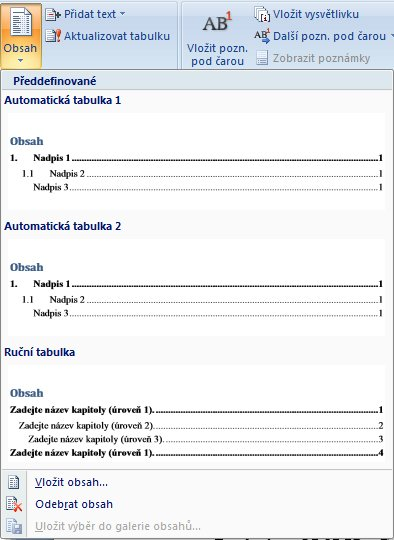 Obsah
Přidat text
Aktualizovat tabulku
AB1
Vložit pozn.
pod čarou
Vložit vysvětlivku
Další pozn. pod čarou
Zobrazit poznámky
Předdefinované
Automatická tabulka 1
Obsah
1. Nadpis 1 1
1.1 Nadpis 2 1
Nadpis 3 1
Automatická tabulka 2
Obsah
1. Nadpis 1 1
1.1 Nadpis 2 1
Nadpis 3 1
Ruční tabulka
Obsah
Zadejte název kapitoly (úroveň 1). 1
Zadejte název kapitoly (úroveň 2) 2
Zadejte název kapitoly (úroveň 3) 3
Zadejte název kapitoly (úroveň 1). 4
Vložit obsah...
Odebrat obsah
Uložit výběr do galerie obsahů...